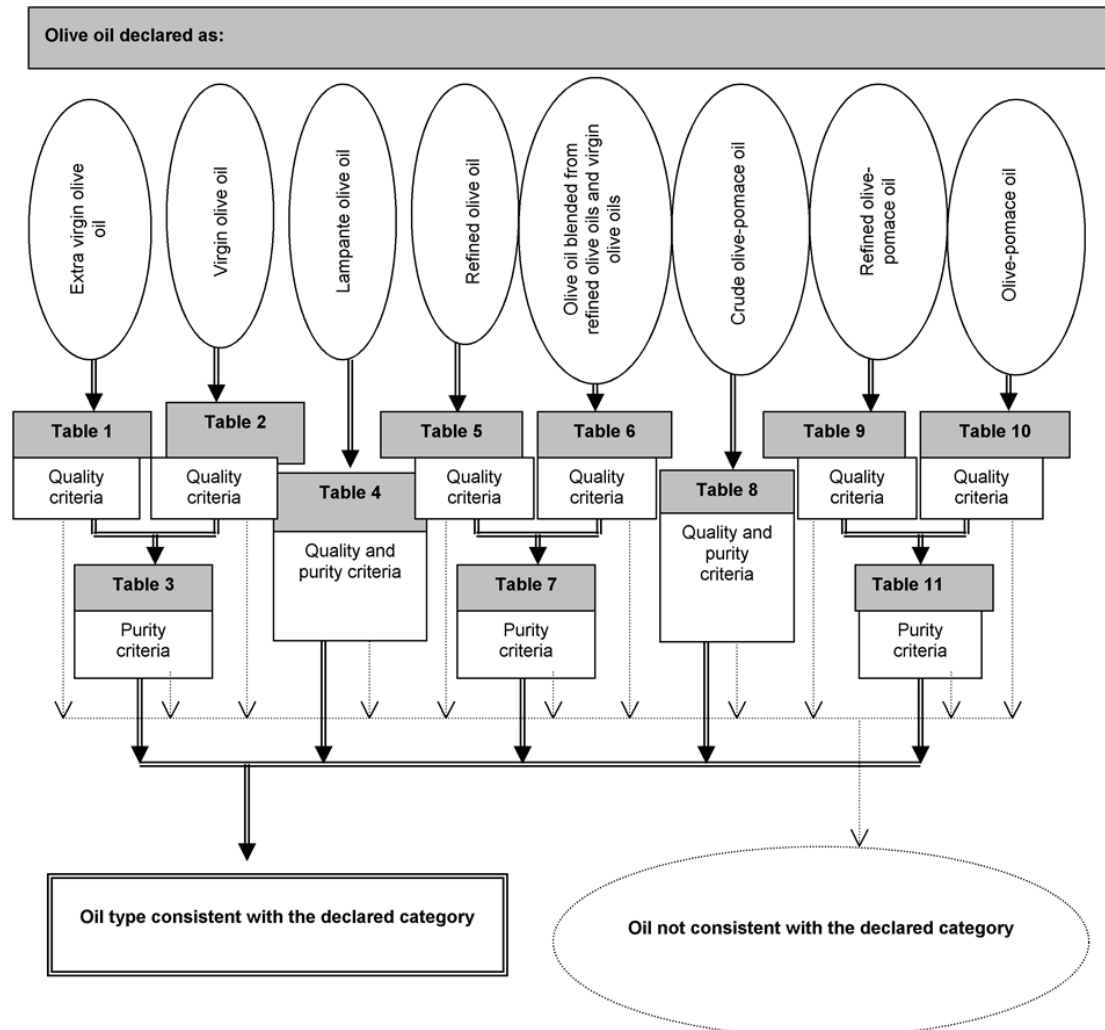 Olive oil declared as:
Extra virgin olive
oil
Virgin olive oil
Lampante olive oil
Refined olive oil
Olive oil blended from
refined olive oils and virgin
olive oils
Crude olive-pomace oil
Refined olive-
pomace oil
Olive-pomace oil
Table 1
Quality
criteria
Table 2
Quality
criteria
Table 4
Quality and
purity criteria
Table 5
Quality
criteria
Table 6
Quality
criteria
Table 8
Quality and
purity
criteria
Table 9
Quality
criteria
Table 10
Quality
criteria
Table 3
Purity
criteria
Table 7
Purity
criteria
Table 11
Purity
criteria
Oil type consistent with the declared category
Oil not consistent with the declared category